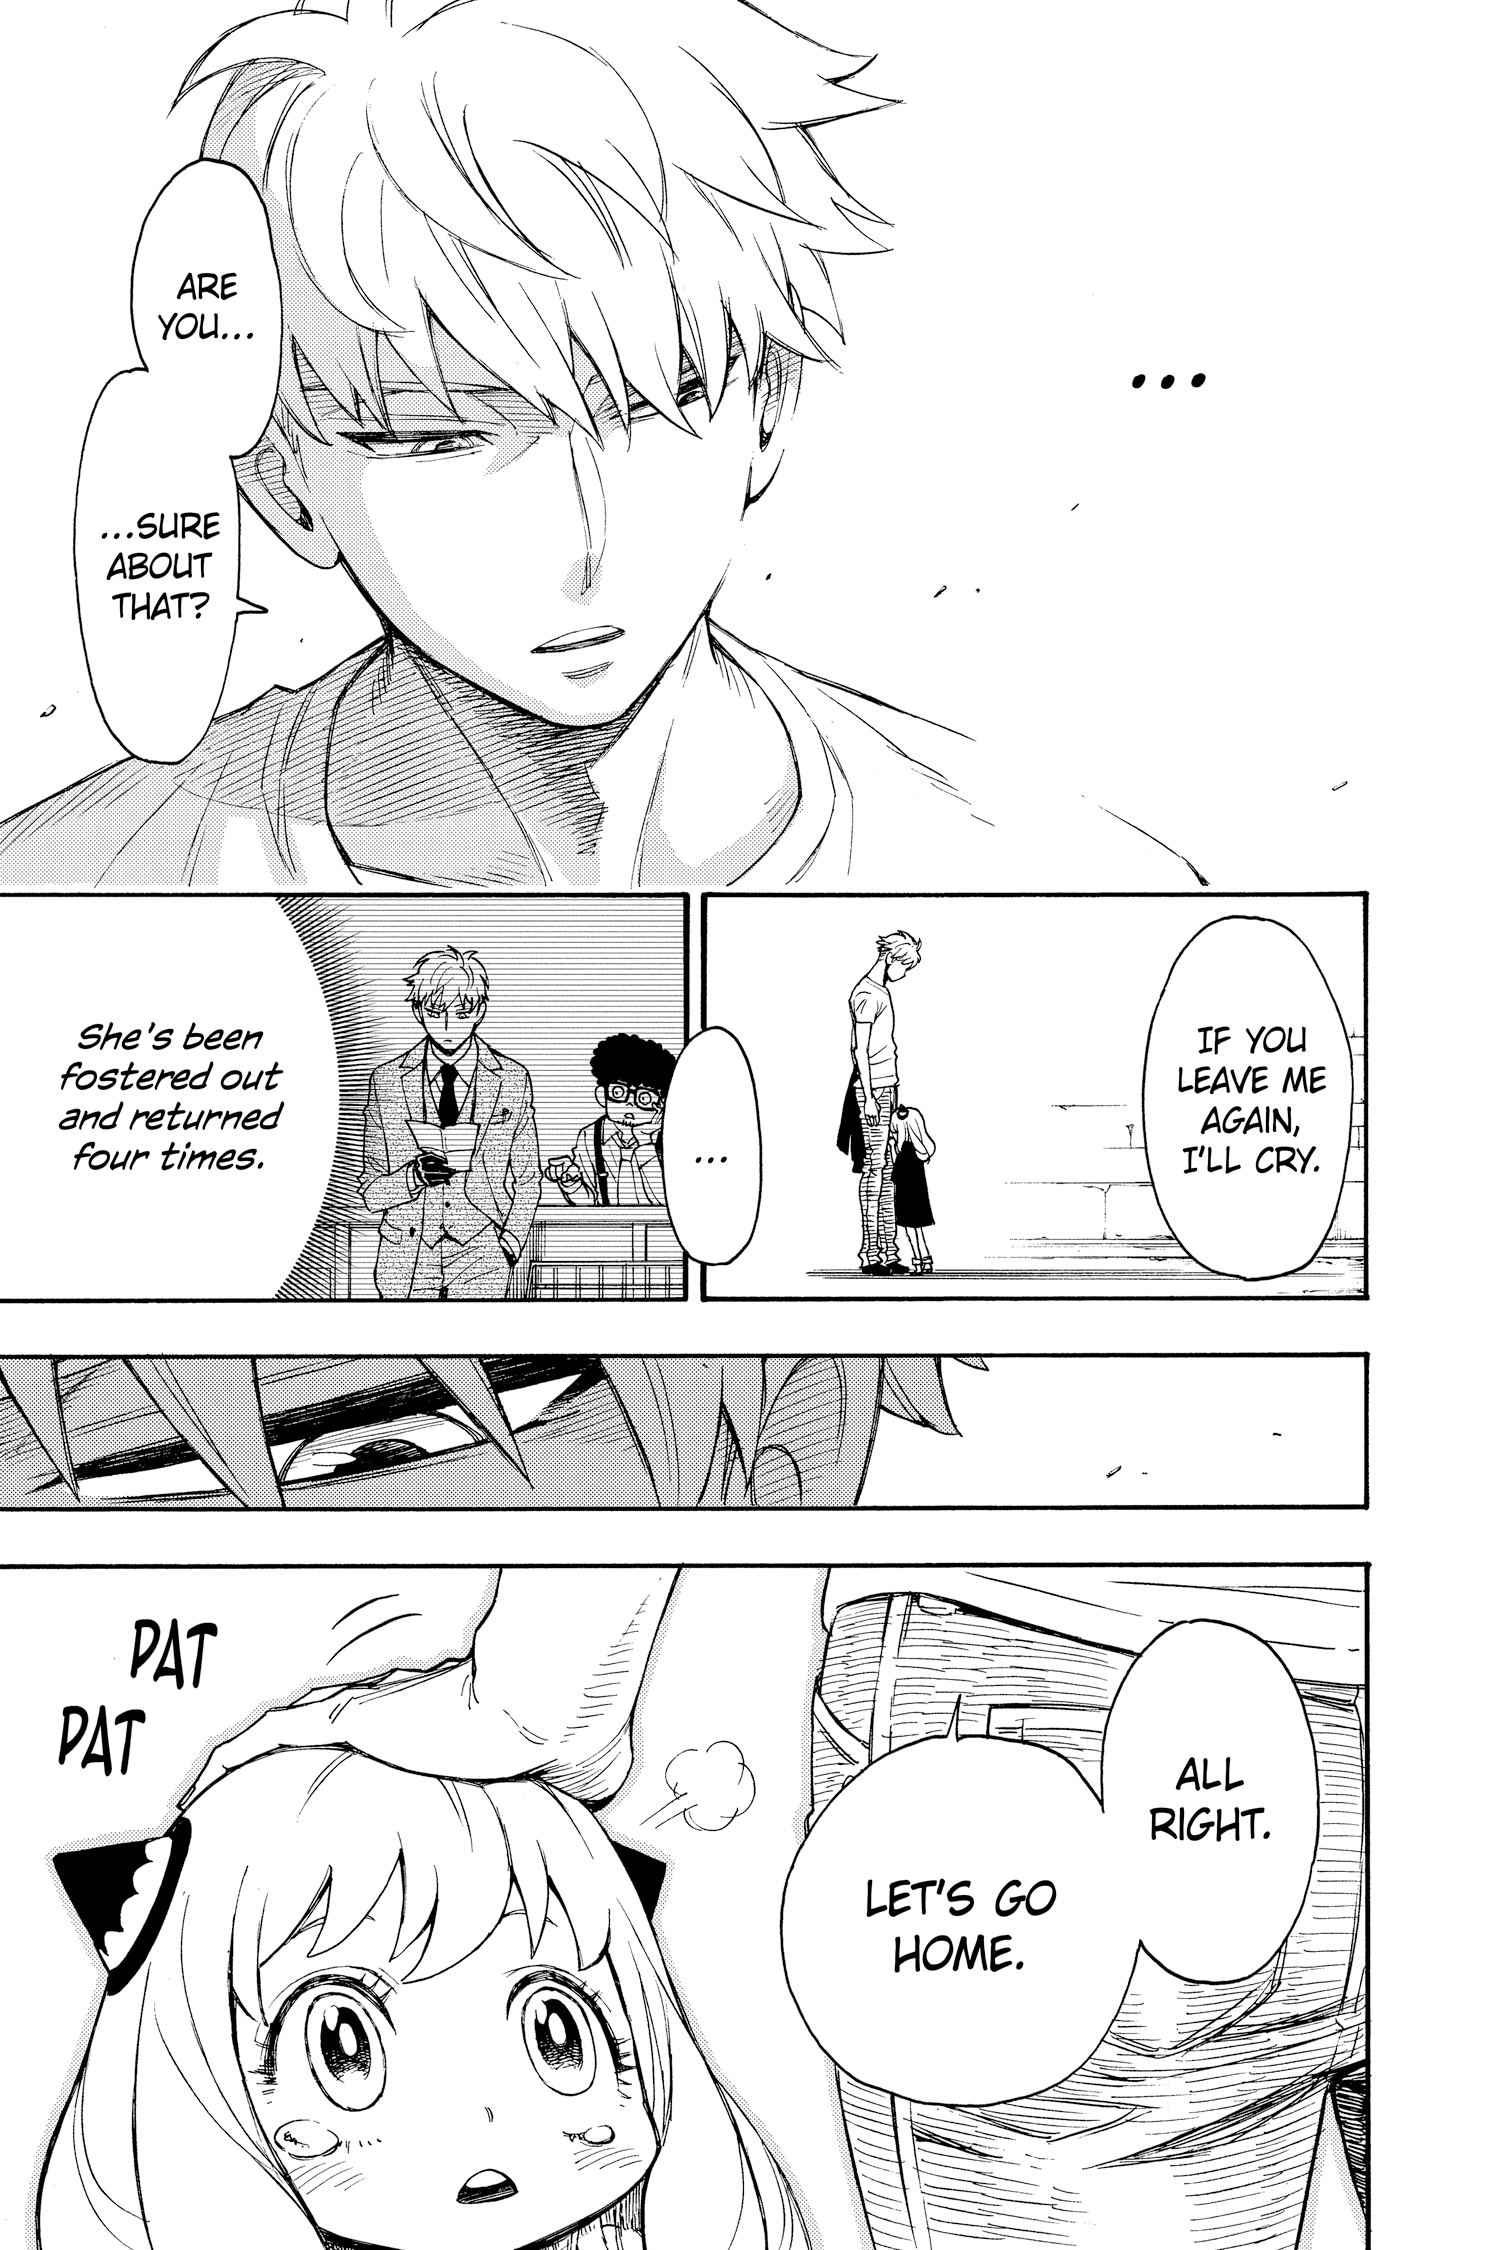 ...
ARE
YOU...
...SURE
ABOUT
THAT?
IF YOU
LEAVE ME
AGAIN,
I'LL CRY.
...
She's been
fostered out
and returned
four times.
ALL
RIGHT.
LET'S GO
HOME.
PAT
PAT